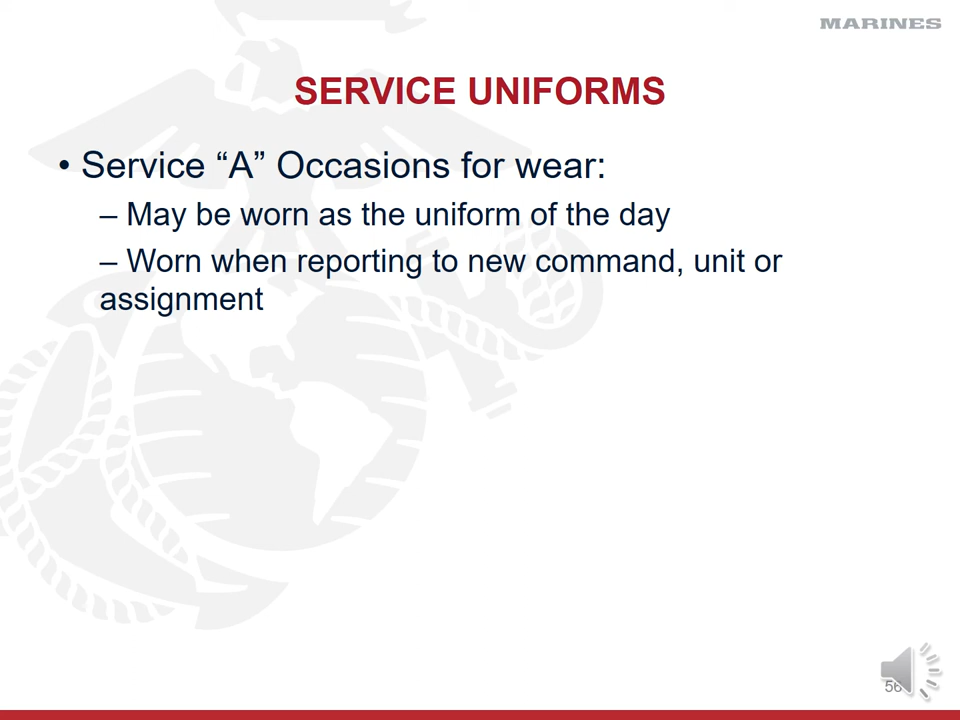 MARINES
SERVICE UNIFORMS
• Service “A” Occasions for wear:
– May be worn as the uniform of the day
– Worn when reporting to new command, unit or
assignment